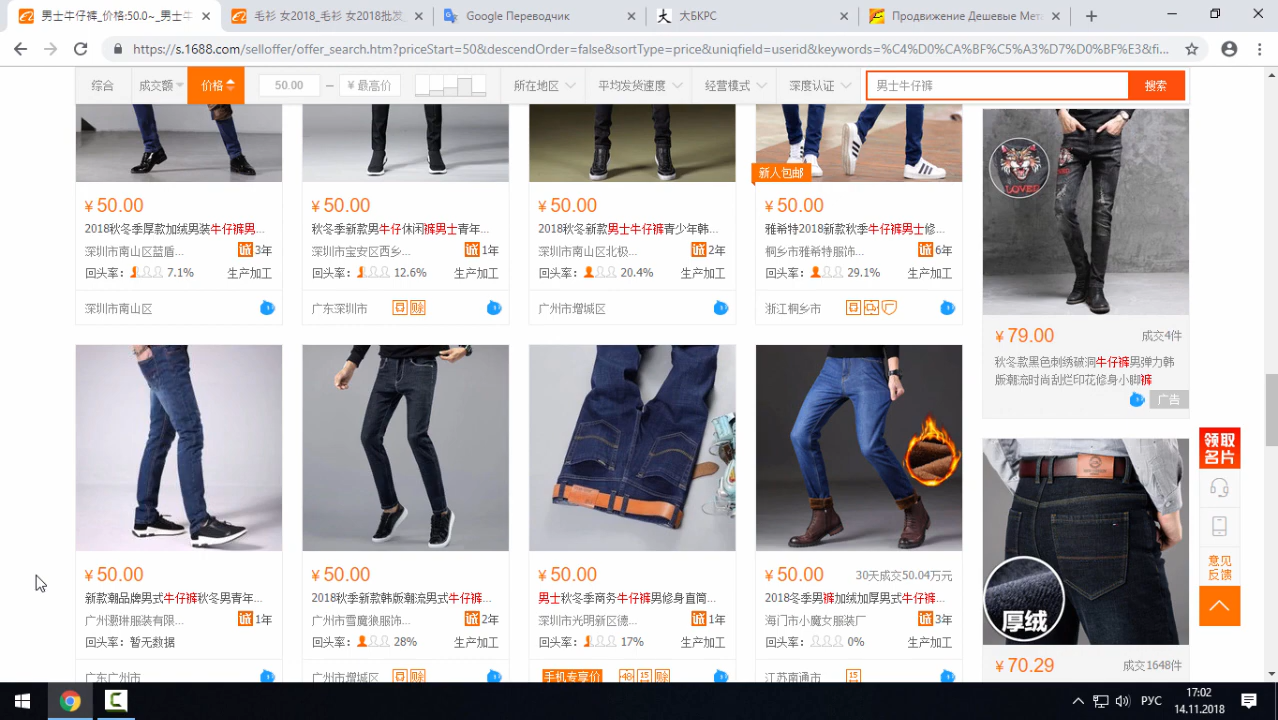 男士牛仔裤_价格:50.0~_男士牛
毛衫 女2018_毛衫 女2018批发
Google Переводчик
大БКРС
Продвижение Дешевые Мет
https://s.1688.com/selloffer/offer_search.htm?priceStart=50&descendOrder=false&sortType=price&uniqfield=userid&keywords=%C4%D0%CA%BF%C5%A3%D7%D0%BF%E3&fi...
综合 成交额 价格 50.00 – ¥ 最高价 所在地区 平均发货速度 经营模式 深度认证 男士牛仔裤 搜索
LOVED
新人包邮
¥ 50.00 ¥ 50.00 ¥ 50.00 ¥ 50.00
2018秋冬季厚款加绒男装牛仔裤男... 秋冬季新款男牛仔休闲裤男士青年... 2018秋冬新款男士牛仔裤青少年韩... 雅希特2018新款秋季牛仔裤男士修...
深圳市南山区蓝盾... 诚3年 深圳市宝安区西乡... 诚1年 深圳市南山区北极... 诚2年 桐乡市雅希特服饰... 诚6年
回头率: 7.1% 生产加工 回头率: 12.6% 生产加工 回头率: 20.4% 生产加工 回头率: 29.1% 生产加工
深圳市南山区 广东深圳市 广州市增城区 浙江桐乡市
¥ 79.00 成交4件
秋冬款黑色刺绣破洞牛仔裤男弹力韩
版潮流时尚刮烂印花修身小脚裤
广告
领取
名片
意见
反馈
厚绒
¥ 50.00 ¥ 50.00 ¥ 50.00 ¥ 50.00 30天成交50.04万元
新款潮品牌男式牛仔裤秋冬男青年... 2018秋季新款韩版潮流男式牛仔裤... 男士秋冬季商务牛仔裤男修身直筒... 2018冬季男裤加绒加厚男式牛仔裤...
诚1年 广州市雪魔狼服饰... 诚2年 深圳市光明新区德... 诚1年 海门市小魔女服装厂 诚3年
回头率: 暂无数据 回头率: 28% 生产加工 回头率: 17% 生产加工 回头率: 0% 生产加工
广东广州市 广州市增城区 手机专享价 江苏南通市
¥ 70.29 成交1648件
РУС
17:02
14.11.2018